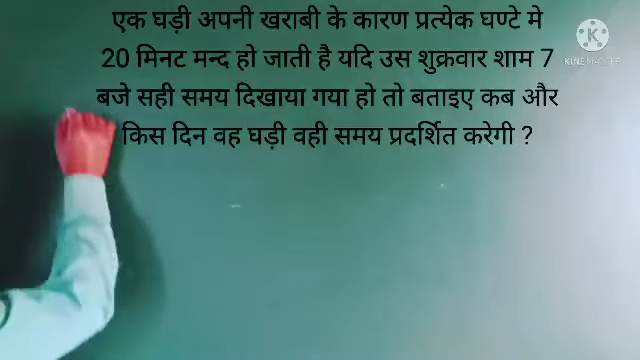 एक घड़ी अपनी खराबी के कारण प्रत्येक घण्टे मे
20 मिनट मन्द हो जाती है यदि उस शुक्रवार शाम 7
बजे सही समय दिखाया गया हो तो बताइए कब और
किस दिन वह घड़ी वही समय प्रदर्शित करेगी ?
KINEMASTER